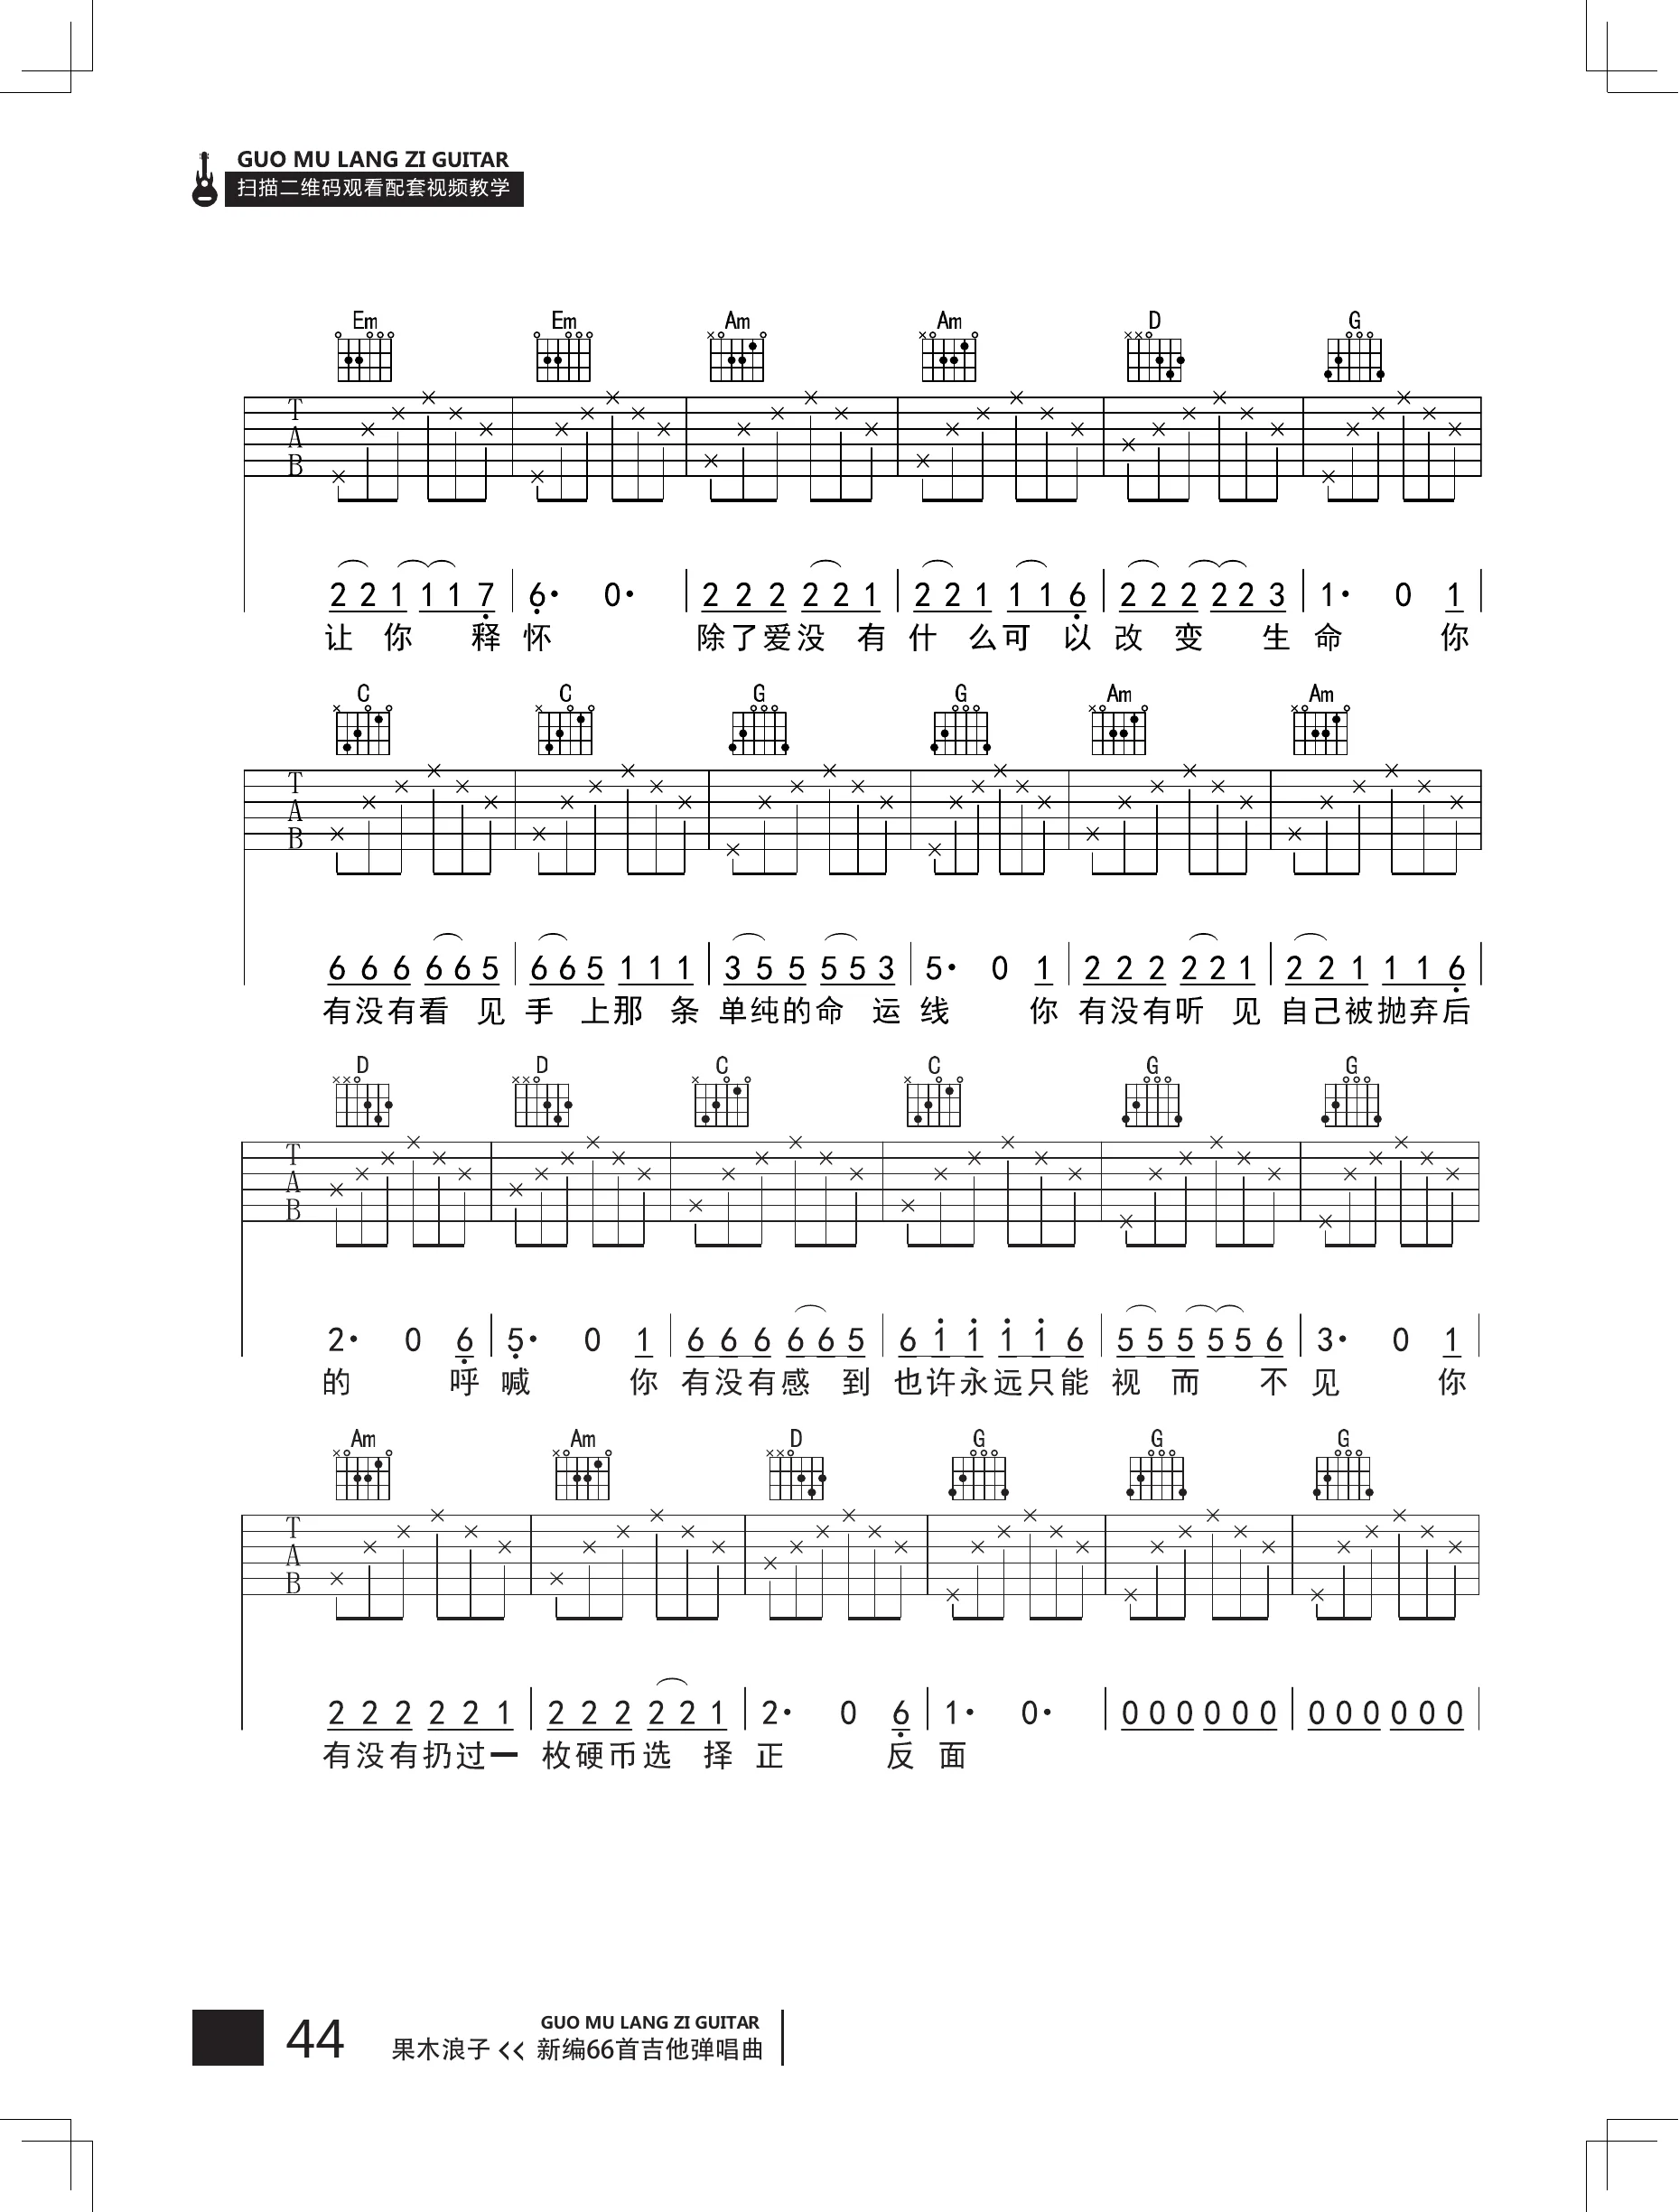 GUO MU LANG ZI GUITAR
扫描二维码观看配套视频教学
Em Em Am Am D G
T
A
B
2 2 1 1 1 7 | 6· 0· | 2 2 2 2 2 1 | 2 2 1 1 1 6 | 2 2 2 2 2 3 | 1· 0 1 |
让 你 释 怀 除了爱没 有 什 么可 以 改 变 生 命 你
C C G G Am Am
T
A
B
6 6 6 6 6 5 | 6 6 5 1 1 1 | 3 5 5 5 5 3 | 5· 0 1 | 2 2 2 2 2 1 | 2 2 1 1 1 6 |
有没有看 见 手 上那 条 单纯的命 运 线 你 有没有听 见 自己被抛弃后
D D C C G G
T
A
B
2· 0 6 | 5· 0 1 | 6 6 6 6 6 5 | 6 1 1 1 1 6 | 5 5 5 5 5 6 | 3· 0 1 |
的 呼 喊 你 有没有感 到 也许永远只能 视 而 不 见 你
Am Am D G G G
T
A
B
2 2 2 2 2 1 | 2 2 2 2 2 1 | 2· 0 6 | 1· 0· | 0 0 0 0 0 0 | 0 0 0 0 0 0 |
有没有扔过一 枚硬币选 择 正 反 面
44
GUO MU LANG ZI GUITAR
果木浪子 << 新编66首吉他弹唱曲